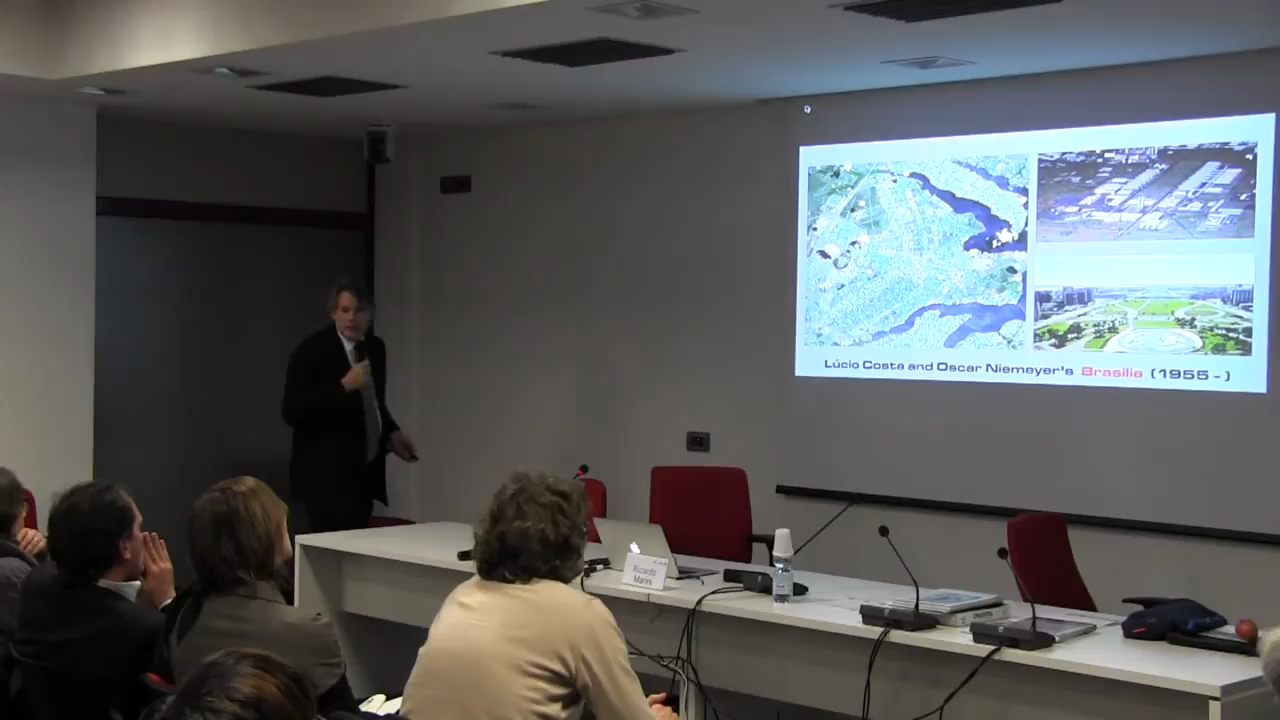 Lúcio Costa and Oscar Niemeyer's Brasilia (1955 - )
Riccardo
Marini